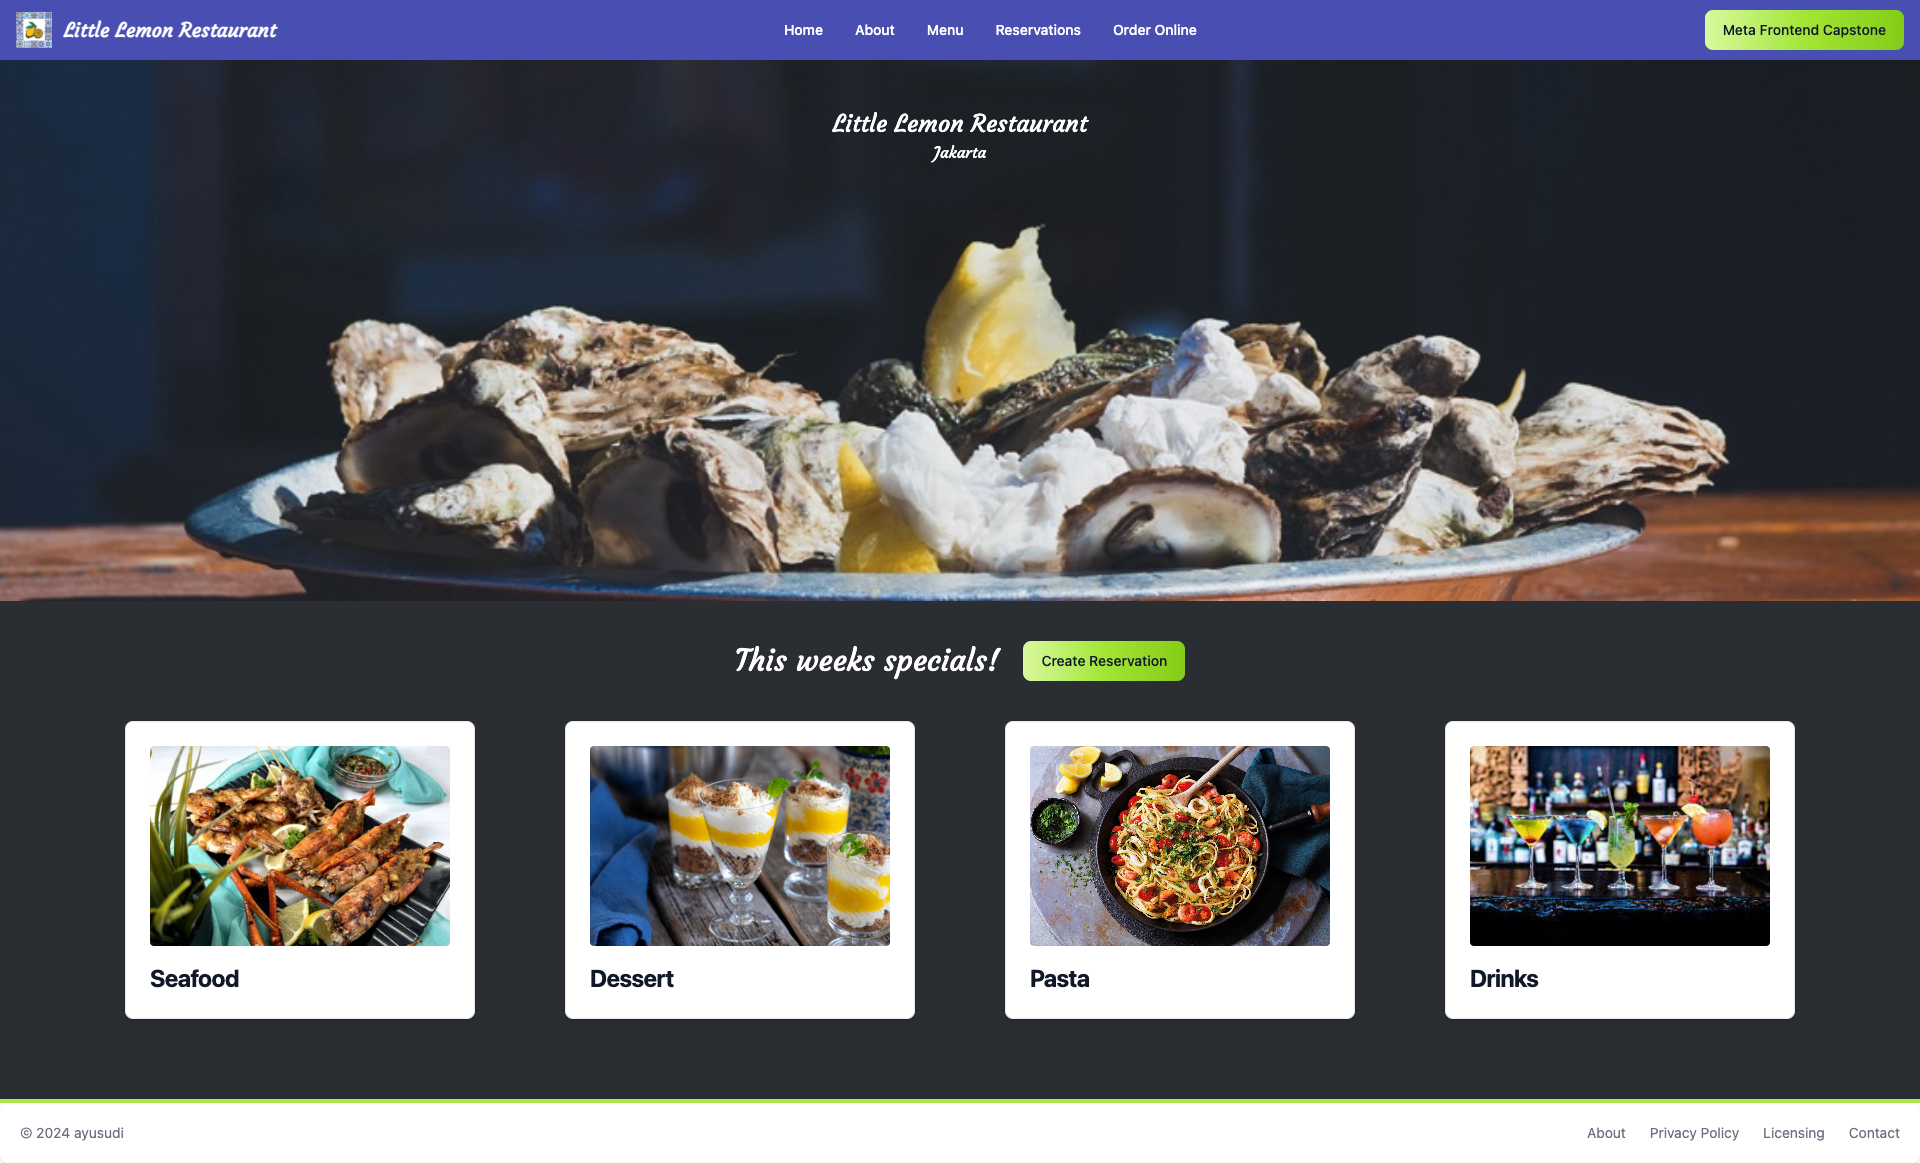 Little Lemon Restaurant
Home About Menu Reservations Order Online
Meta Frontend Capstone
Little Lemon Restaurant
Jakarta
This weeks specials!
Create Reservation
Seafood
Dessert
Pasta
Drinks
© 2024 ayusudi
About Privacy Policy Licensing Contact